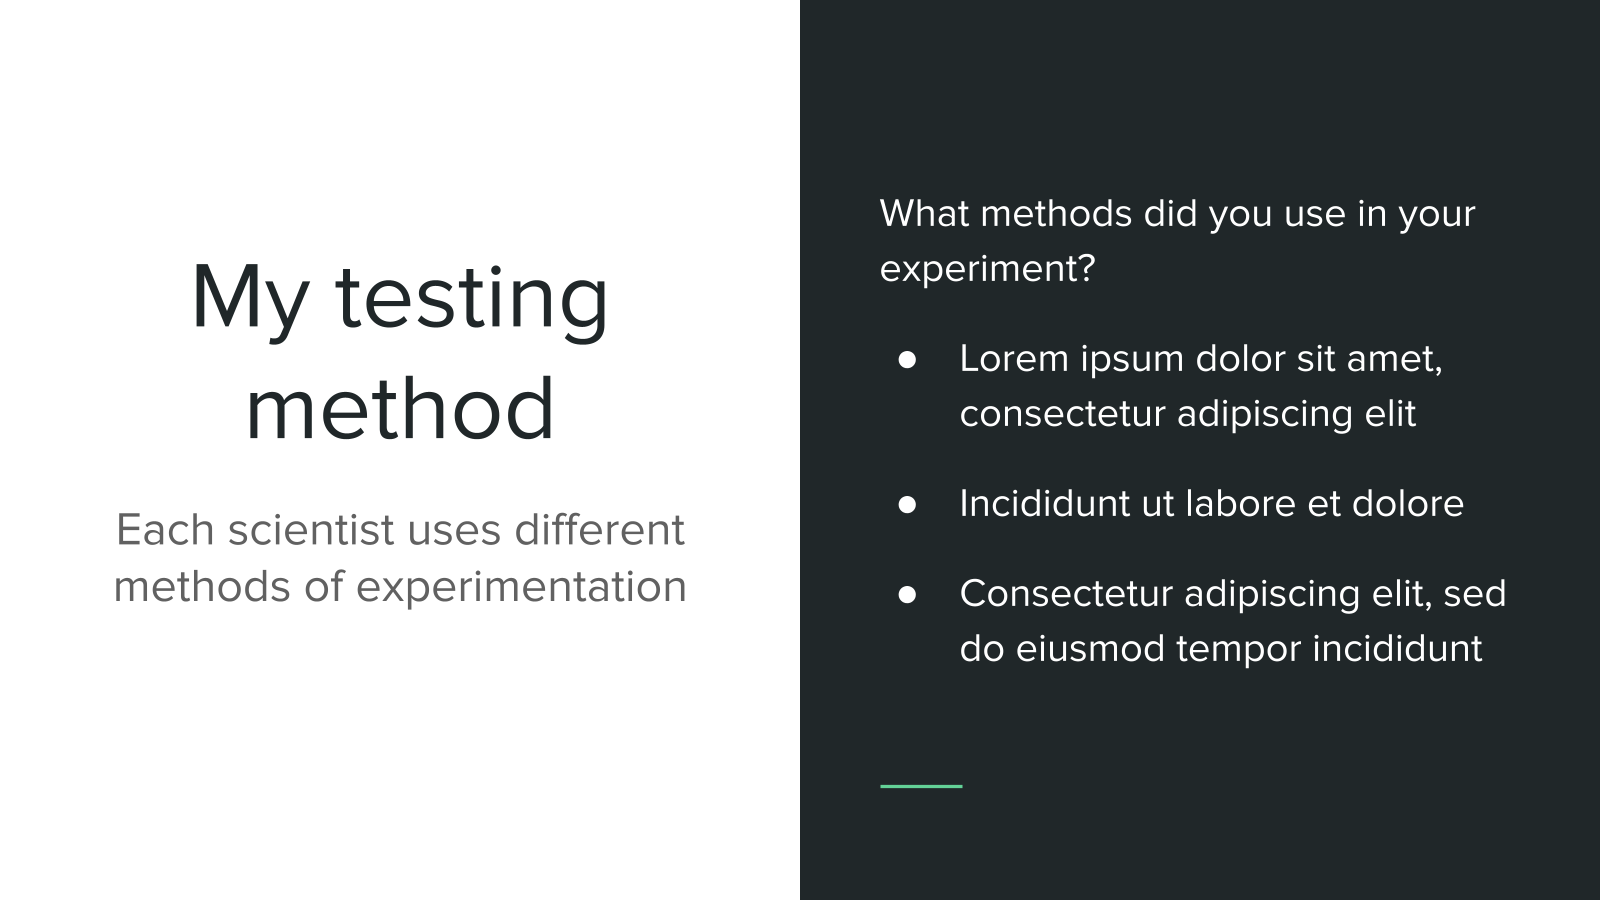 My testing
method
Each scientist uses different
methods of experimentation
What methods did you use in your
experiment?
● Lorem ipsum dolor sit amet,
consectetur adipiscing elit
● Incididunt ut labore et dolore
● Consectetur adipiscing elit, sed
do eiusmod tempor incididunt